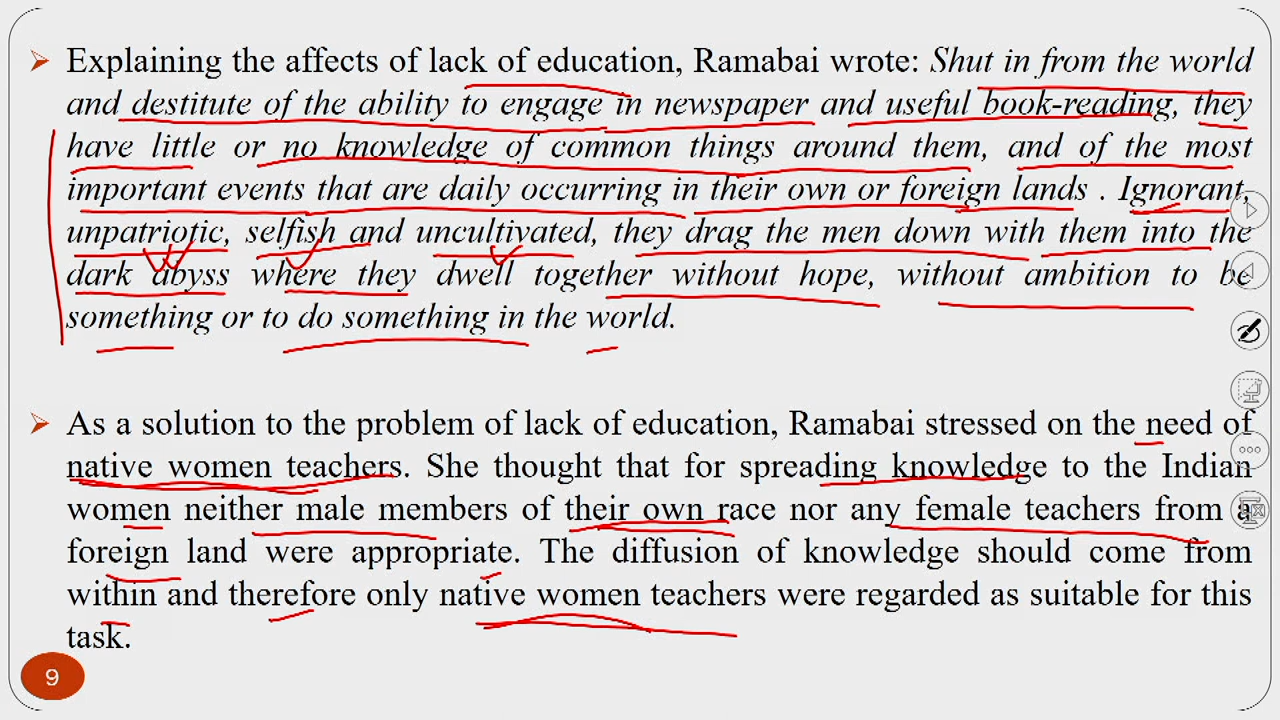 Explaining the affects of lack of education, Ramabai wrote: Shut in from the world
and destitute of the ability to engage in newspaper and useful book-reading, they
have little or no knowledge of common things around them, and of the most
important events that are daily occurring in their own or foreign lands . Ignorant,
unpatriotic, selfish and uncultivated, they drag the men down with them into the
dark abyss where they dwell together without hope, without ambition to be
something or to do something in the world.
As a solution to the problem of lack of education, Ramabai stressed on the need of
native women teachers. She thought that for spreading knowledge to the Indian
women neither male members of their own race nor any female teachers from a
foreign land were appropriate. The diffusion of knowledge should come from
within and therefore only native women teachers were regarded as suitable for this
task.
9